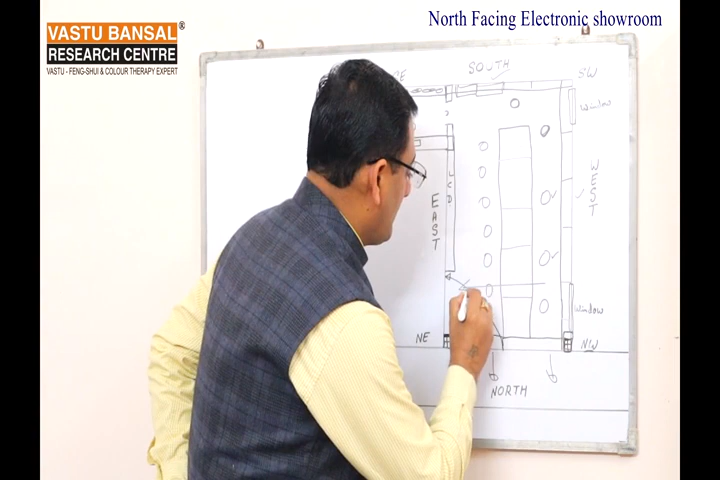 North Facing Electronic showroom
VASTU BANSAL®
RESEARCH CENTRE
VASTU - FENG-SHUI & COLOUR THERAPY EXPERT
SOUTH
SW
Window
WEST
LCD
EAST
Window
NE
NW
NORTH